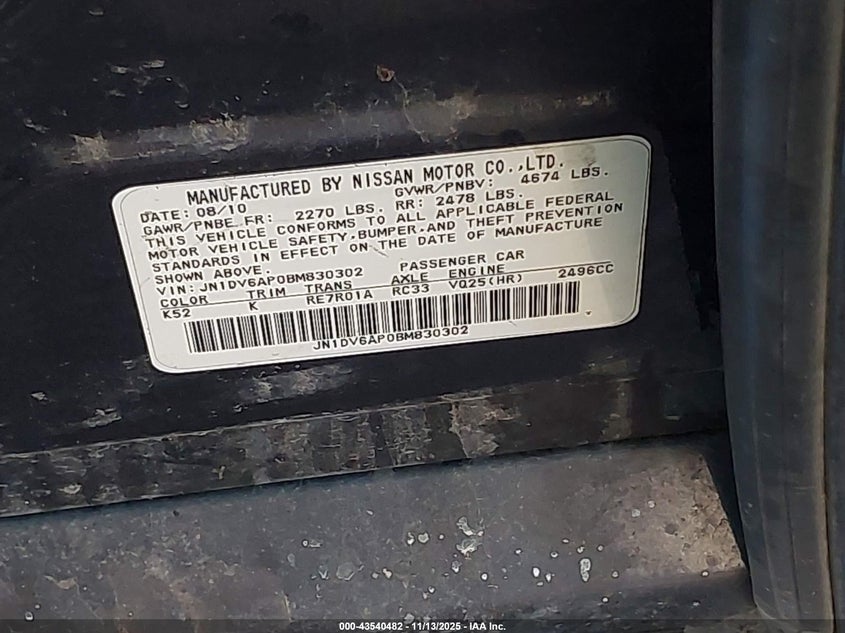 MANUFACTURED BY NISSAN MOTOR CO.,LTD.
DATE: 08/10 GVWR/PNBV: 4674 LBS.
GAWR/PNBE FR: 2270 LBS. RR: 2478 LBS.
THIS VEHICLE CONFORMS TO ALL APPLICABLE FEDERAL
MOTOR VEHICLE SAFETY,BUMPER,AND THEFT PREVENTION
STANDARDS IN EFFECT ON THE DATE OF MANUFACTURE
SHOWN ABOVE.
VIN: JN1DV6AP0BM830302 PASSENGER CAR
COLOR TRIM TRANS AXLE ENGINE
K52 K RE7R01A RC33 VQ25(HR) 2496CC
JN1DV6AP0BM830302
000-43540482 - 11/13/2025 - IAA Inc.